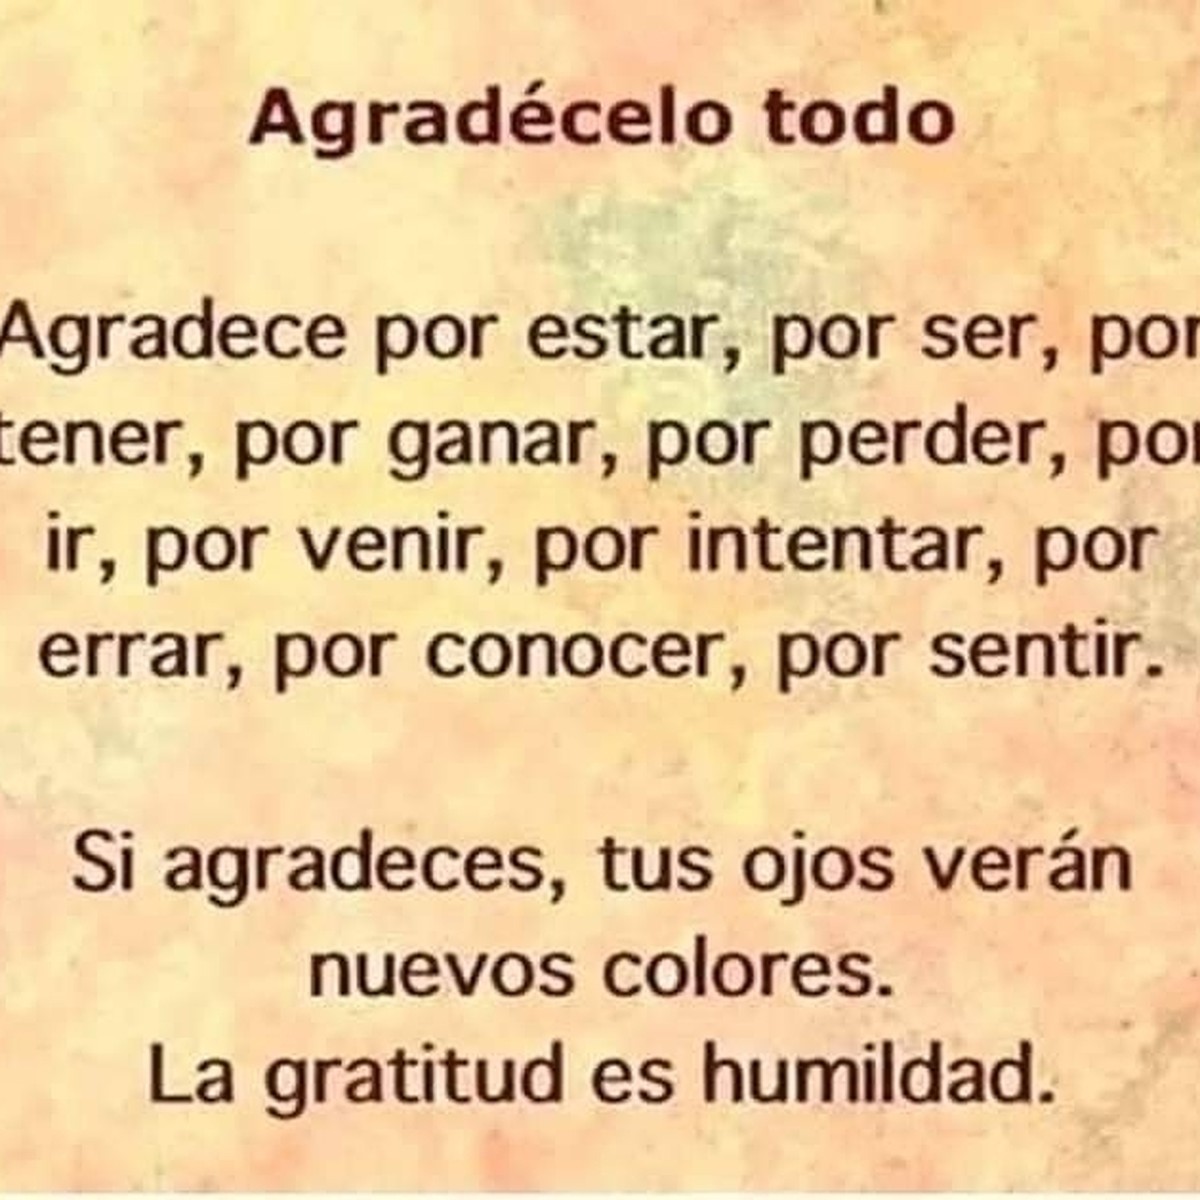 Agradécelo todo
Agradece por estar, por ser, por
tener, por ganar, por perder, por
ir, por venir, por intentar, por
errar, por conocer, por sentir.
Si agradeces, tus ojos verán
nuevos colores.
La gratitud es humildad.